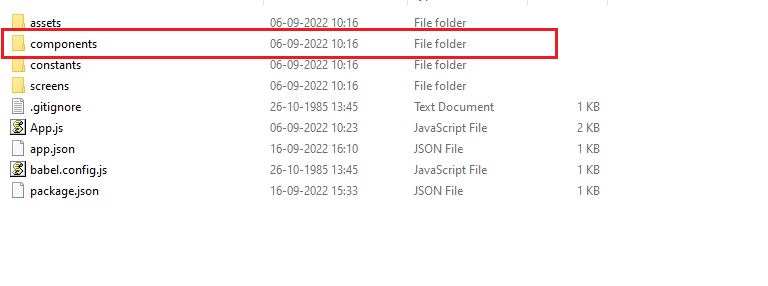 assets 06-09-2022 10:16 File folder
components 06-09-2022 10:16 File folder
constants 06-09-2022 10:16 File folder
screens 06-09-2022 10:16 File folder
.gitignore 26-10-1985 13:45 Text Document 1 KB
App.js 06-09-2022 10:23 JavaScript File 2 KB
app.json 16-09-2022 16:10 JSON File 1 KB
babel.config.js 26-10-1985 13:45 JavaScript File 1 KB
package.json 16-09-2022 15:33 JSON File 1 KB